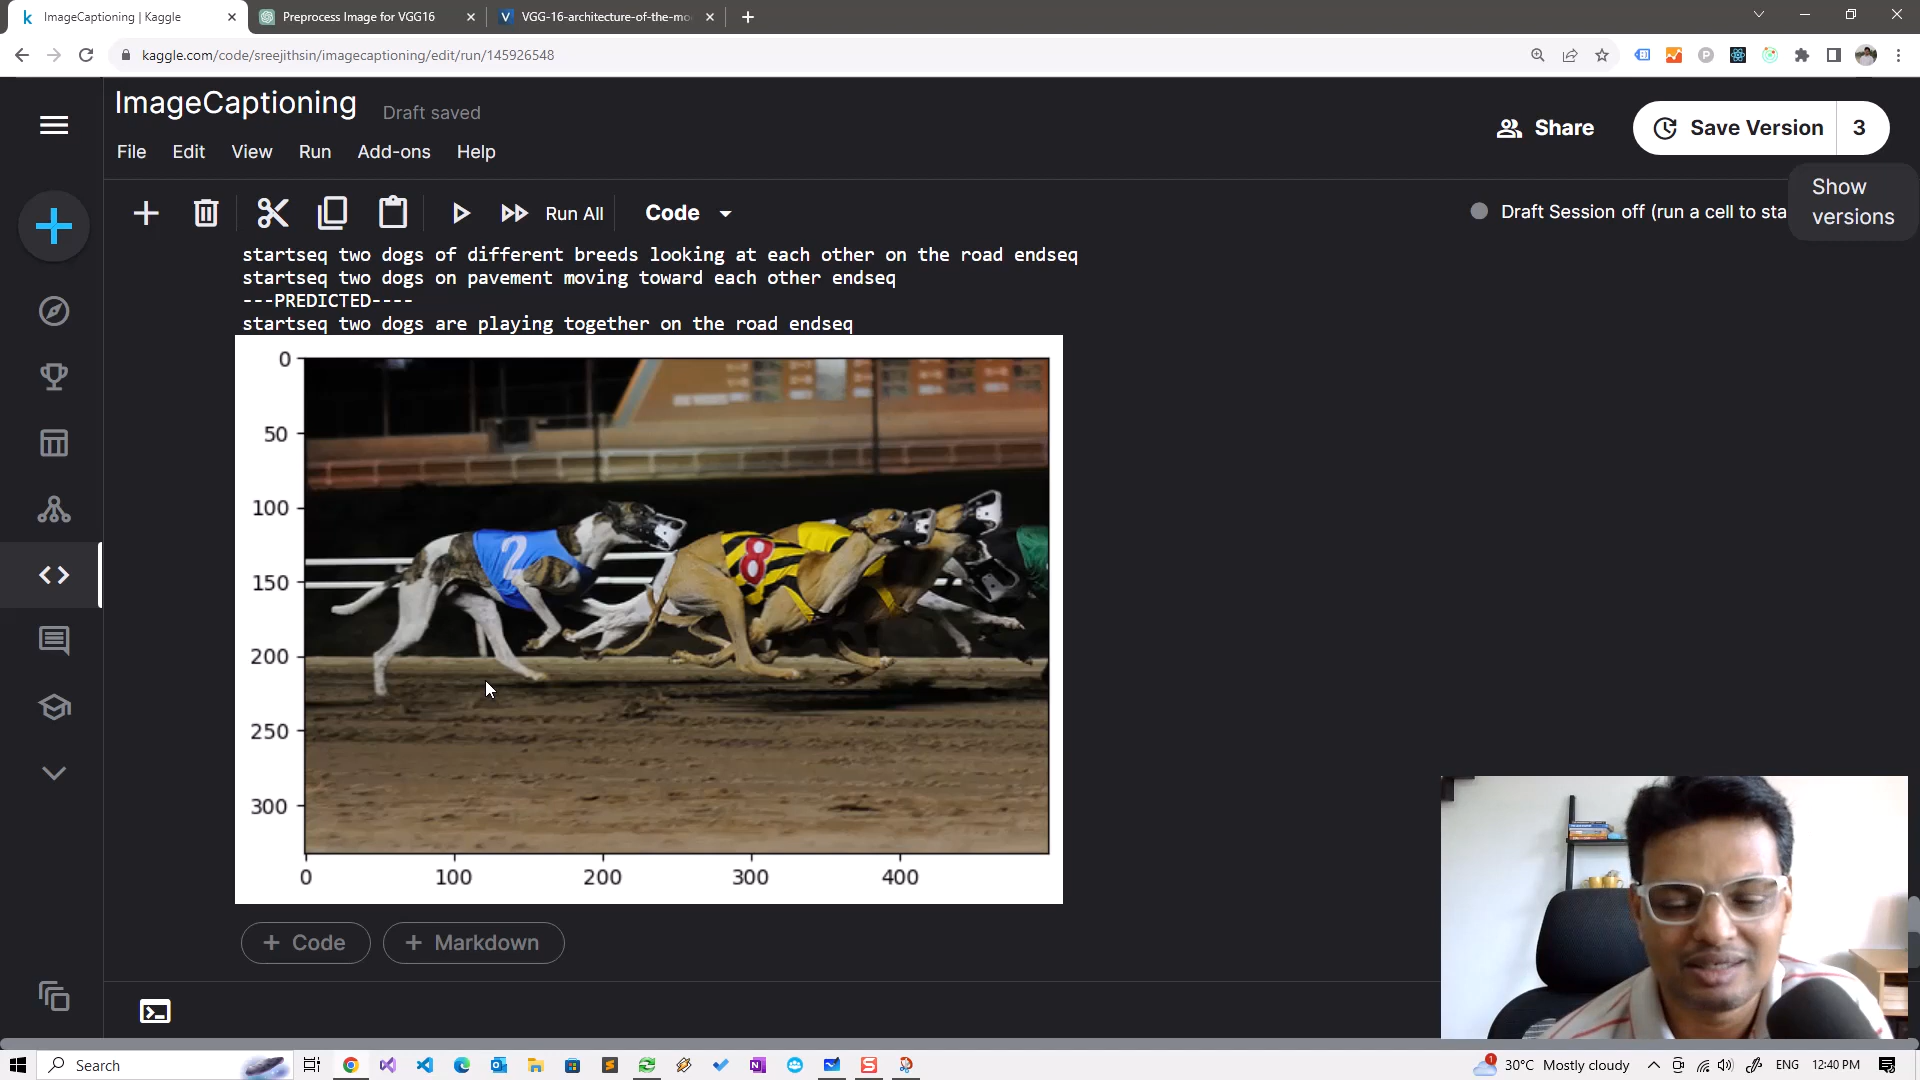 ImageCaptioning | Kaggle
Preprocess Image for VGG16
VGG-16-architecture-of-the-mo
kaggle.com/code/sreejithsin/imagecaptioning/edit/run/145926548
ImageCaptioning
Draft saved
File Edit View Run Add-ons Help
Share
Save Version 3
Show versions
Run All
Code
Draft Session off (run a cell to sta
startseq two dogs of different breeds looking at each other on the road endseq
startseq two dogs on pavement moving toward each other endseq
---PREDICTED----
startseq two dogs are playing together on the road endseq
0
50
100
150
200
250
300
2
8
0 100 200 300 400
+ Code
+ Markdown
Search
1
30°C Mostly cloudy
ENG
12:40 PM